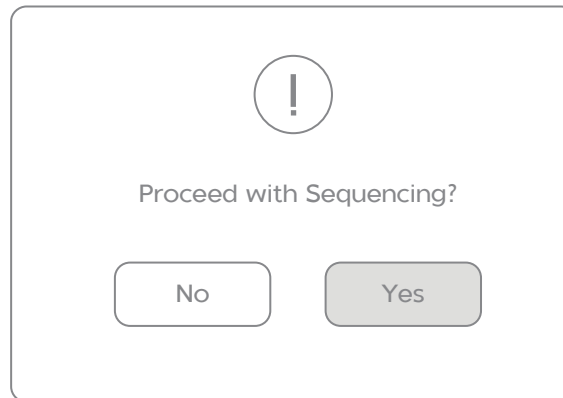 !
Proceed with Sequencing?
No
Yes